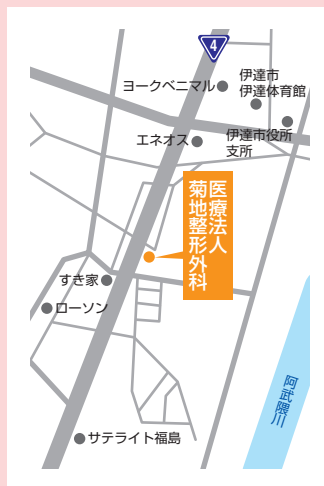 4
ヨークベニマル
伊達市
伊達体育館
エネオス
伊達市役所
支所
医療法人
菊地整形外科
すき家
ローソン
阿武隈川
サテライト福島